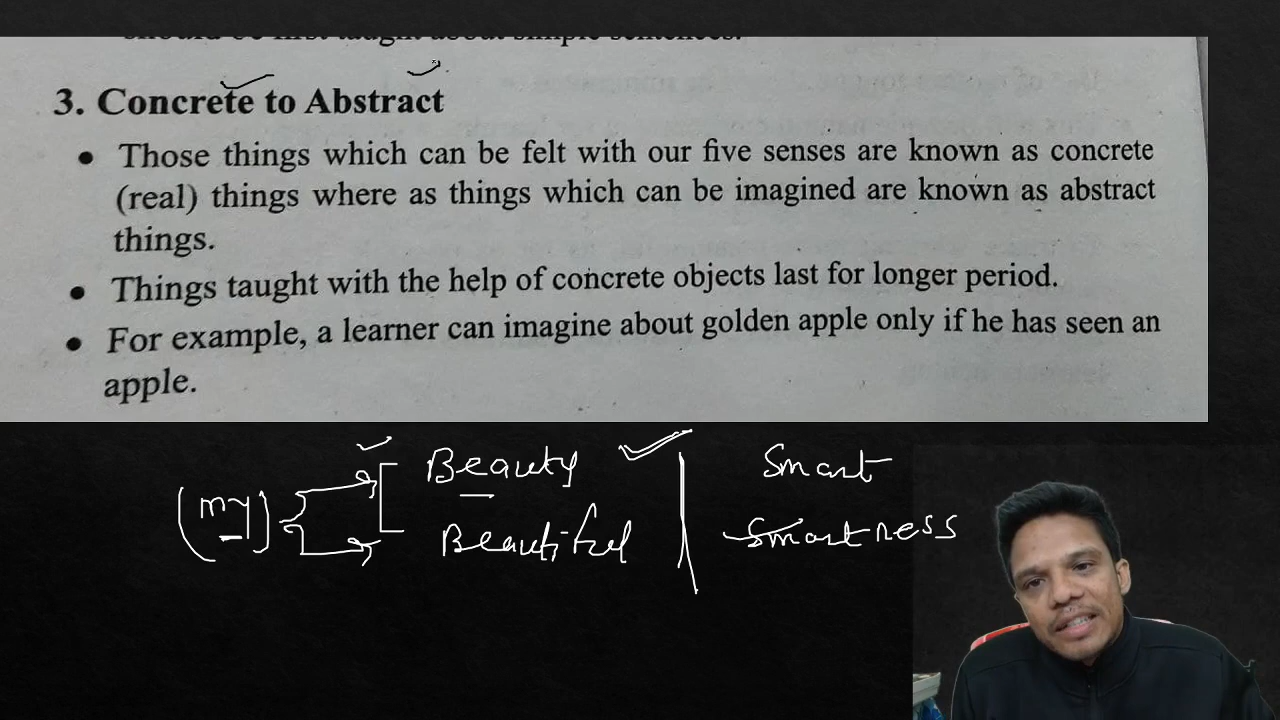 3. Concrete to Abstract
• Those things which can be felt with our five senses are known as concrete
(real) things where as things which can be imagined are known as abstract
things.
• Things taught with the help of concrete objects last for longer period.
• For example, a learner can imagine about golden apple only if he has seen an
apple.
(my) Beauty Smart
Beautiful Smartness